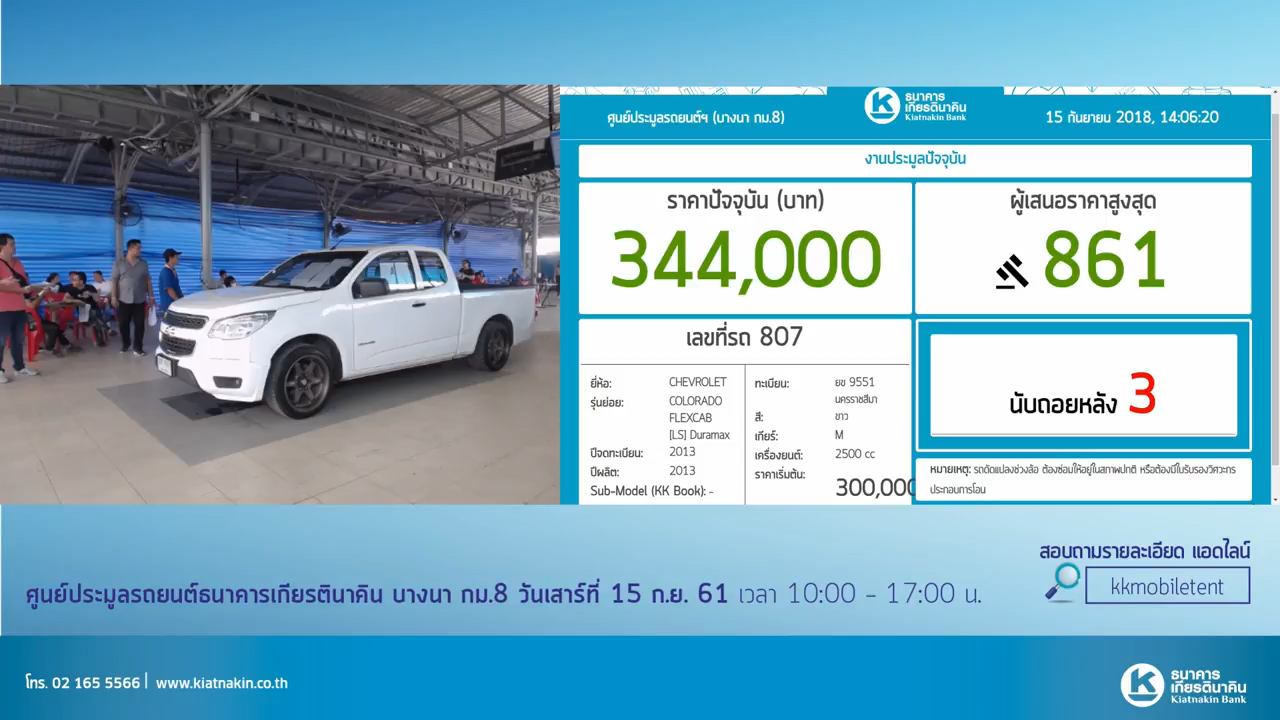 ศูนย์ประมูลรถยนต์ฯ (บางนา กม.8)
ธนาคาร
เกียรตินาคิน
Kiatnakin Bank
15 กันยายน 2018, 14:06:20
งานประมูลปัจจุบัน
ราคาปัจจุบัน (บาท)
344,000
ผู้เสนอราคาสูงสุด
861
เลขที่รถ 807
ยี่ห้อ: CHEVROLET
รุ่นย่อย: COLORADO
FLEXCAB
[LS] Duramax
ปีจดทะเบียน: 2013
ปีผลิต: 2013
Sub-Model (KK Book): -
ทะเบียน: ยข 9551
นครราชสีมา
สี: ขาว
เกียร์: M
เครื่องยนต์: 2500 cc
ราคาเริ่มต้น:
300,000
นับถอยหลัง 3
หมายเหตุ: รถดัดแปลงช่วงล้อ ต้องซ่อมให้อยู่ในสภาพปกติ หรือต้องมีใบรับรองวิศวะกร
ประกอบการโอน
สอบถามรายละเอียด แอดไลน์
kkmobiletent
ศูนย์ประมูลรถยนต์ธนาคารเกียรตินาคิน บางนา กม.8 วันเสาร์ที่ 15 ก.ย. 61 เวลา 10:00 - 17:00 น.
โทร. 02 165 5566 | www.kiatnakin.co.th
ธนาคาร
เกียรตินาคิน
Kiatnakin Bank